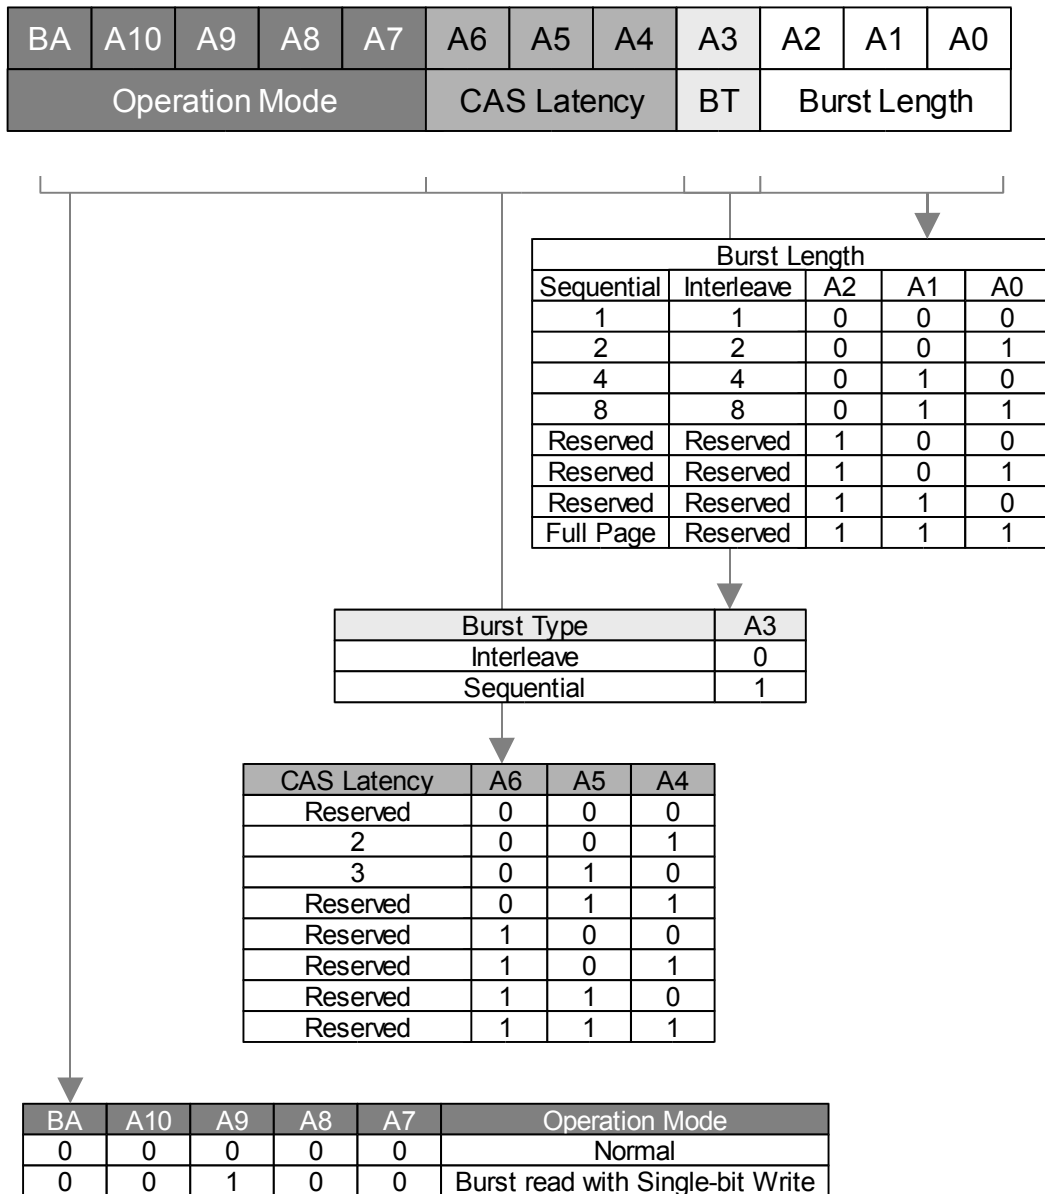 BA A10 A9 A8 A7 A6 A5 A4 A3 A2 A1 A0
Operation Mode CAS Latency BT Burst Length
Burst Length
Sequential Interleave A2 A1 A0
1 1 0 0 0
2 2 0 0 1
4 4 0 1 0
8 8 0 1 1
Reserved Reserved 1 0 0
Reserved Reserved 1 0 1
Reserved Reserved 1 1 0
Full Page Reserved 1 1 1
Burst Type A3
Interleave 0
Sequential 1
CAS Latency A6 A5 A4
Reserved 0 0 0
2 0 0 1
3 0 1 0
Reserved 0 1 1
Reserved 1 0 0
Reserved 1 0 1
Reserved 1 1 0
Reserved 1 1 1
BA A10 A9 A8 A7 Operation Mode
0 0 0 0 0 Normal
0 0 1 0 0 Burst read with Single-bit Write